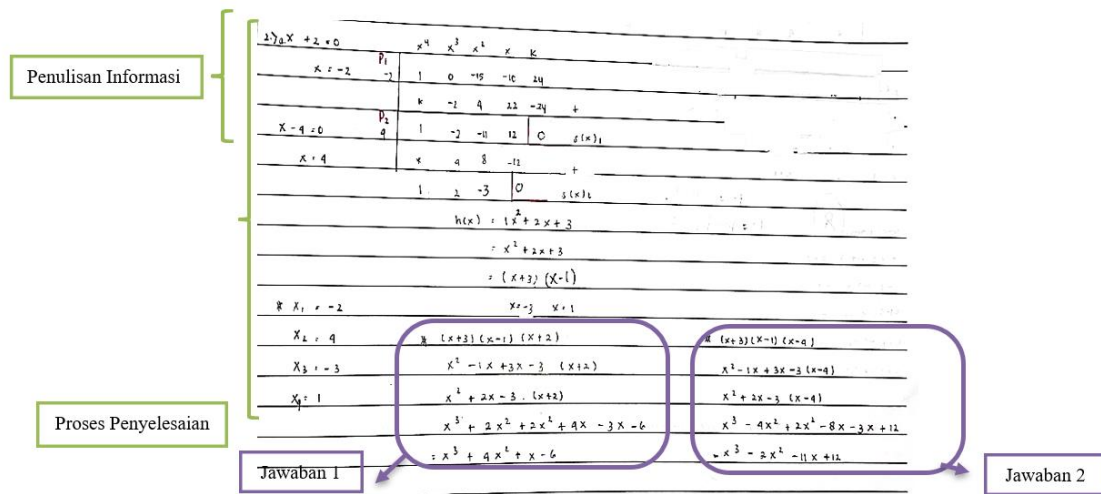 Penulisan Informasi
Proses Penyelesaian
2.) a x + 2 = 0 x⁴ x³ x² x K
P₁
x = -2 -2 1 0 -15 -10 24
* -2 4 22 -24 +
P₂
x - 4 = 0 4 1 -2 -11 12 0 s(x)₁
x = 4 * 4 8 -12 +
1 2 -3 0 s(x)₂
h(x) = 1x² + 2x + 3
= x² + 2x + 3
= (x+3) (x-1)
* x₁ = -2 x = -3 x = 1
x₂ = 4 * (x+3) (x-1) (x+2) * (x+3) (x-1) (x-4)
x₃ = -3 x² - 1x + 3x - 3 (x+2) x² - 1x + 3x - 3 (x-4)
x₄ = 1 x² + 2x - 3 . (x+2) x² + 2x - 3 (x-4)
x³ + 2x² + 2x² + 4x - 3x - 6 x³ - 4x² + 2x² - 8x - 3x + 12
= x³ + 4x² + x - 6 = x³ - 2x² - 11x + 12
Jawaban 1
Jawaban 2